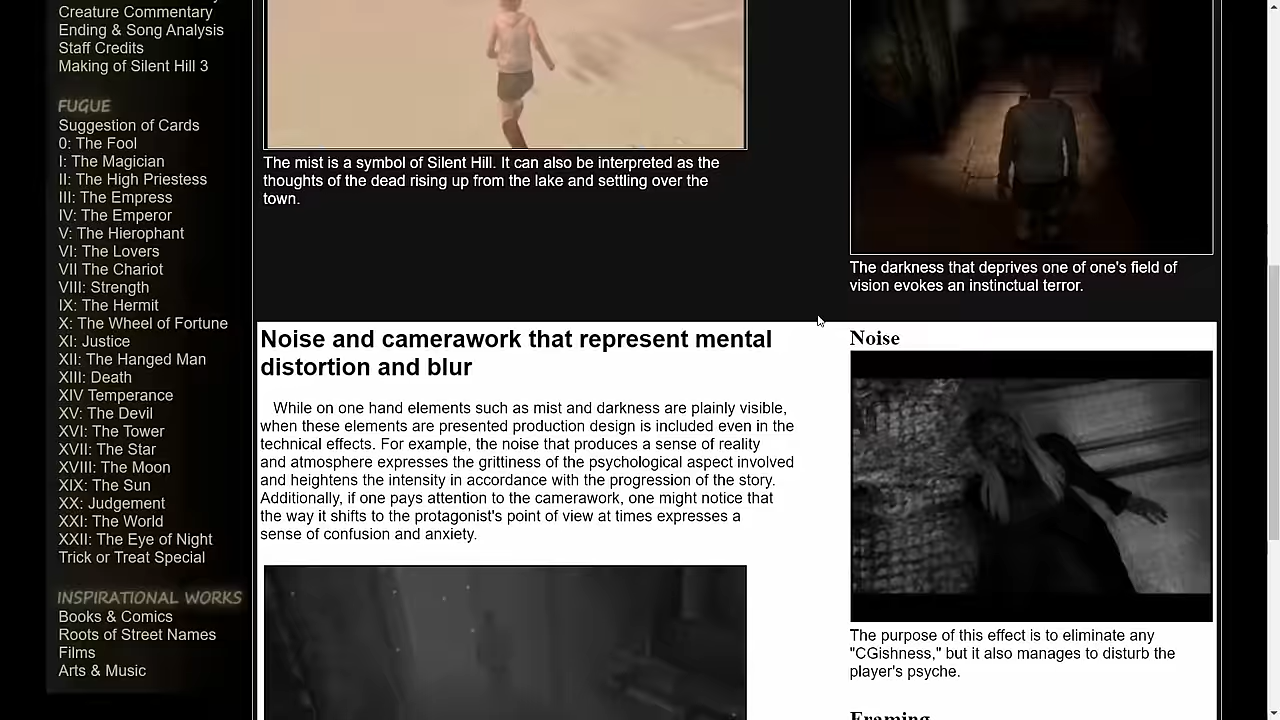 Creature Commentary
Ending & Song Analysis
Staff Credits
Making of Silent Hill 3
FUGUE
Suggestion of Cards
0: The Fool
I: The Magician
II: The High Priestess
III: The Empress
IV: The Emperor
V: The Hierophant
VI: The Lovers
VII The Chariot
VIII: Strength
IX: The Hermit
X: The Wheel of Fortune
XI: Justice
XII: The Hanged Man
XIII: Death
XIV Temperance
XV: The Devil
XVI: The Tower
XVII: The Star
XVIII: The Moon
XIX: The Sun
XX: Judgement
XXI: The World
XXII: The Eye of Night
Trick or Treat Special
INSPIRATIONAL WORKS
Books & Comics
Roots of Street Names
Films
Arts & Music
The mist is a symbol of Silent Hill. It can also be interpreted as the
thoughts of the dead rising up from the lake and settling over the
town.
The darkness that deprives one of one's field of
vision evokes an instinctual terror.
Noise and camerawork that represent mental
distortion and blur
While on one hand elements such as mist and darkness are plainly visible,
when these elements are presented production design is included even in the
technical effects. For example, the noise that produces a sense of reality
and atmosphere expresses the grittiness of the psychological aspect involved
and heightens the intensity in accordance with the progression of the story.
Additionally, if one pays attention to the camerawork, one might notice that
the way it shifts to the protagonist's point of view at times expresses a
sense of confusion and anxiety.
Noise
The purpose of this effect is to eliminate any
"CGishness," but it also manages to disturb the
player's psyche.
Framing